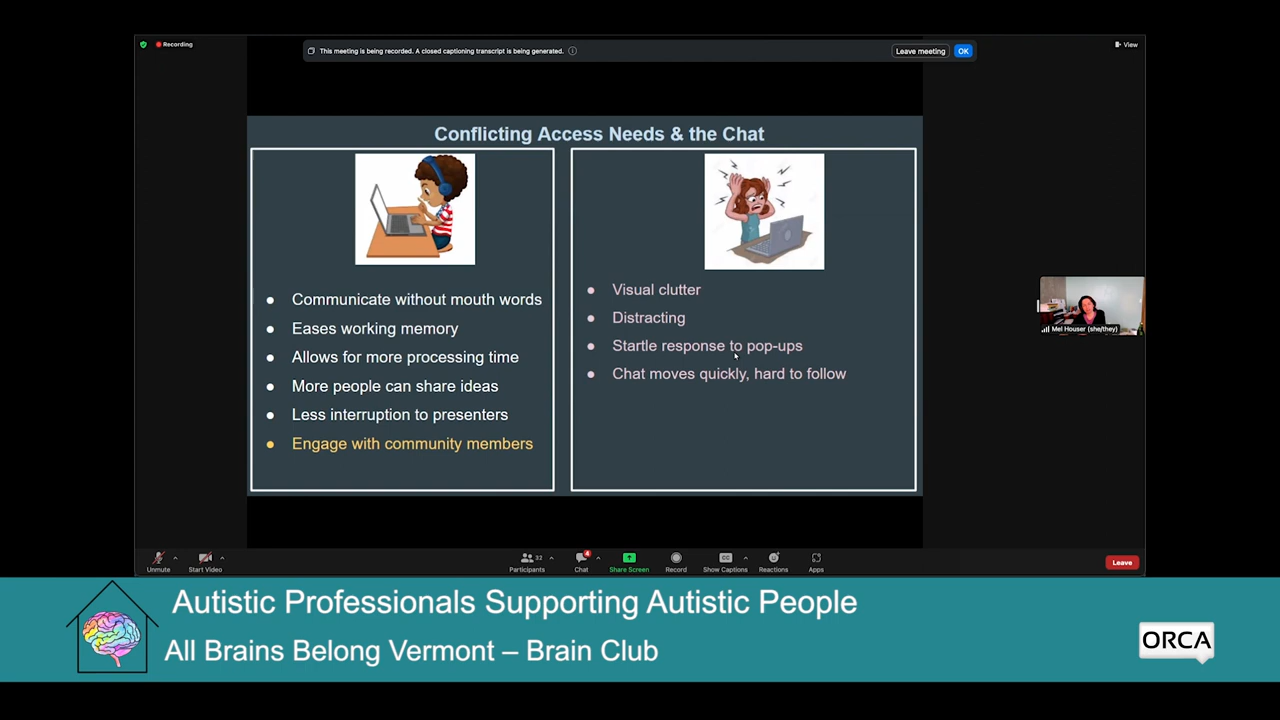 Recording
This meeting is being recorded. A closed captioning transcript is being generated.
Leave meeting
OK
View
Conflicting Access Needs & the Chat
● Communicate without mouth words
● Eases working memory
● Allows for more processing time
● More people can share ideas
● Less interruption to presenters
● Engage with community members
● Visual clutter
● Distracting
● Startle response to pop-ups
● Chat moves quickly, hard to follow
Mel Houser (she/they)
Unmute
Start Video
32
Participants
4
Chat
Share Screen
Record
CC
Show Captions
Reactions
Apps
Leave
Autistic Professionals Supporting Autistic People
All Brains Belong Vermont – Brain Club
ORCA